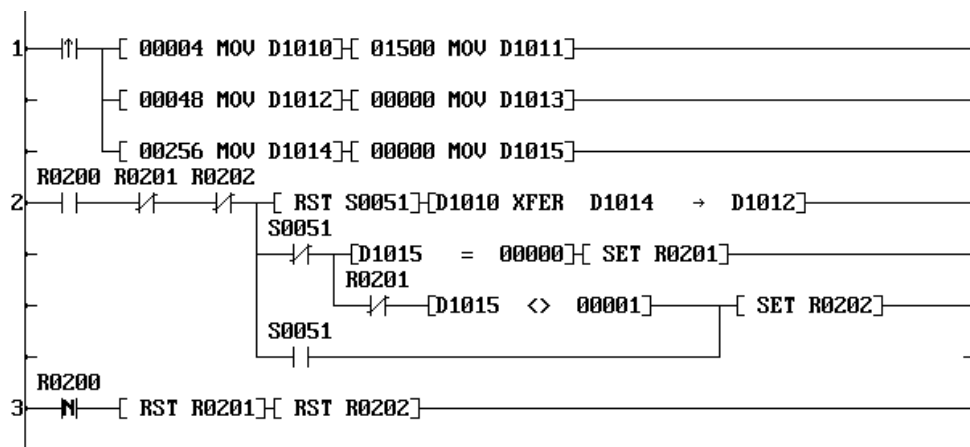 1 [ 00004 MOV D1010] [ 01500 MOV D1011]
[ 00048 MOV D1012] [ 00000 MOV D1013]
[ 00256 MOV D1014] [ 00000 MOV D1015]
R0200 R0201 R0202
2 [ RST S0051] [D1010 XFER D1014 → D1012]
S0051
[D1015 = 00000] [ SET R0201]
R0201
[D1015 <> 00001] [ SET R0202]
S0051
R0200
3 N [ RST R0201] [ RST R0202]